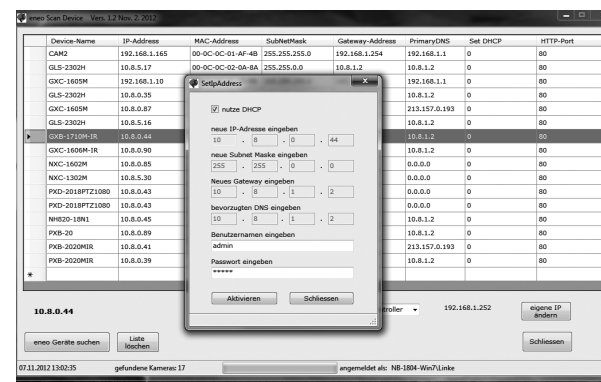 eneo Scan Device Vers. 1.2 Nov. 2, 2012
Device-Name IP-Address MAC-Address SubNetMask Gateway-Address PrimaryDNS Set DHCP HTTP-Port
CAM2 192.168.1.165 00-0C-0C-01-AF-4B 255.255.255.0 192.168.1.254 192.168.1.1 0 80
GLS-2302H 10.8.5.17 00-0C-0C-02-0A-8A 255.255.0.0 10.8.1.2 10.8.1.2 0 80
GXC-1605M 192.168.1.10 192.168.1.1 0 80
GLS-2302H 10.8.0.35 10.8.1.2 0 80
GXC-1605M 10.8.0.87 213.157.0.193 0 80
GLS-2302H 10.8.5.16 10.8.1.2 0 80
GXB-1710M-IR 10.8.0.44 10.8.1.2 0 80
GXC-1606M-IR 10.8.0.90 10.8.1.2 0 80
NXC-1602M 10.8.0.85 0.0.0.0 0 80
NXC-1302M 10.8.5.30 0.0.0.0 0 80
PXD-2018PTZ1080 10.8.0.43 0.0.0.0 0 80
PXD-2018PTZ1080 10.8.0.43 0.0.0.0 0 80
NH820-18N1 10.8.0.45 10.8.1.2 0 80
PXB-20 10.8.0.89 10.8.1.2 0 80
PXB-2020MIR 10.8.0.41 213.157.0.193 0 80
PXB-2020MIR 10.8.0.39 10.8.1.2 0 80
SetIpAddress
nutze DHCP
neue IP-Adresse eingeben
10 . 8 . 0 . 44
neue Subnet Maske eingeben
255 . 255 . 0 . 0
Neues Gateway eingeben
10 . 8 . 1 . 2
bevorzugten DNS eingeben
10 . 8 . 1 . 2
Benutzernamen eingeben
admin
Passwort eingeben
*****
Aktivieren Schliessen
10.8.0.44 troller 192.168.1.252 eigene IP
ändern
eneo Geräte suchen Liste
löschen Schliessen
07.11.2012 13:02:35 gefundene Kameras: 17 angemeldet als: NB-1804-Win7\Linke